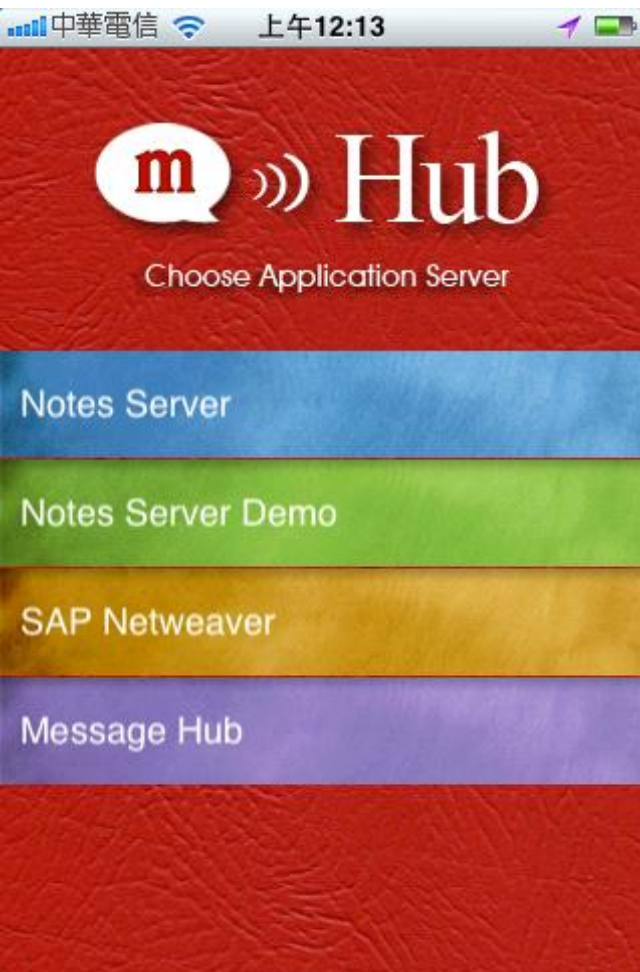 中華電信 上午12:13
m Hub
Choose Application Server
Notes Server
Notes Server Demo
SAP Netweaver
Message Hub